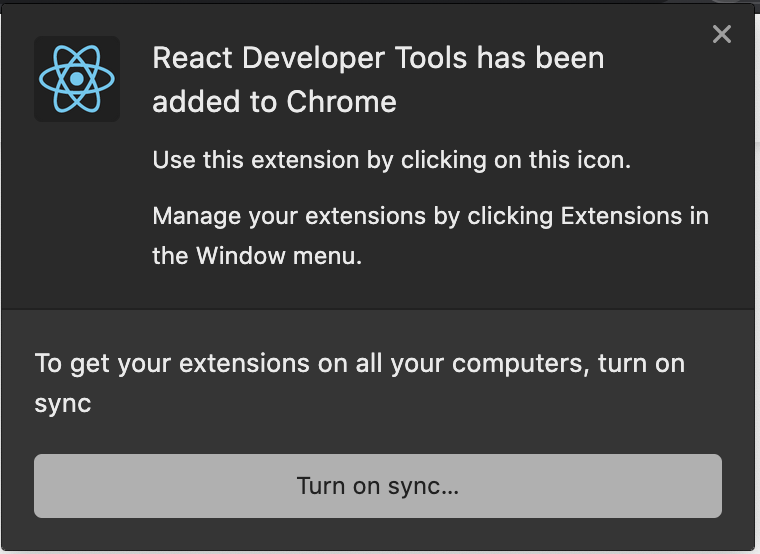 React Developer Tools has been
added to Chrome
Use this extension by clicking on this icon.
Manage your extensions by clicking Extensions in
the Window menu.
To get your extensions on all your computers, turn on
sync
Turn on sync...